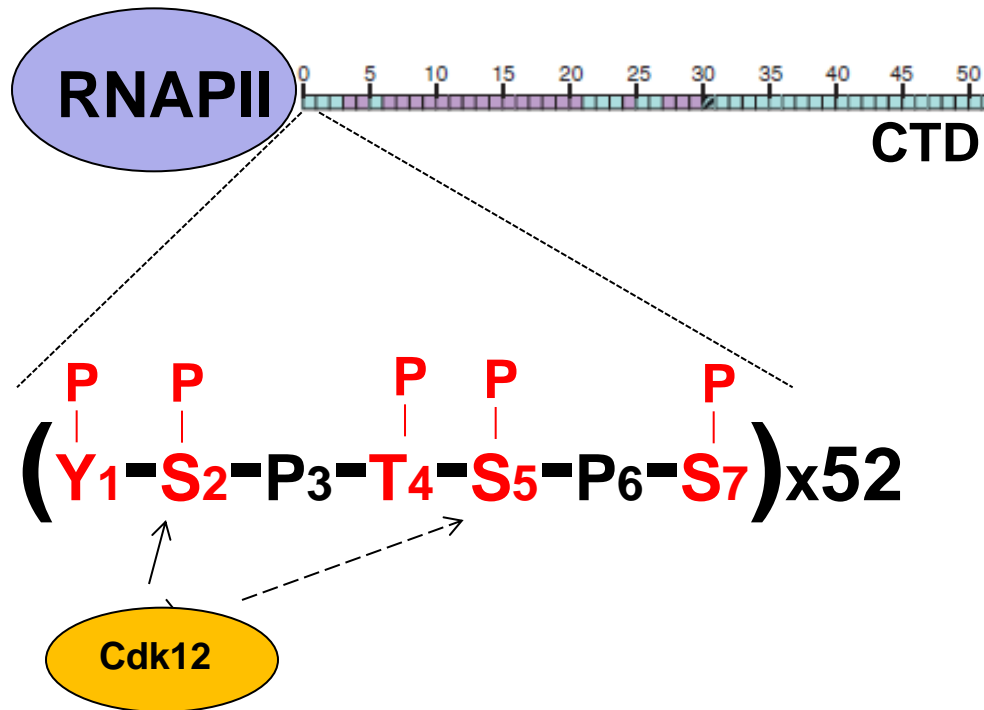 RNAPII
0 5 10 15 20 25 30 35 40 45 50
CTD
P P P P P
(Y1-S2-P3-T4-S5-P6-S7)x52
Cdk12